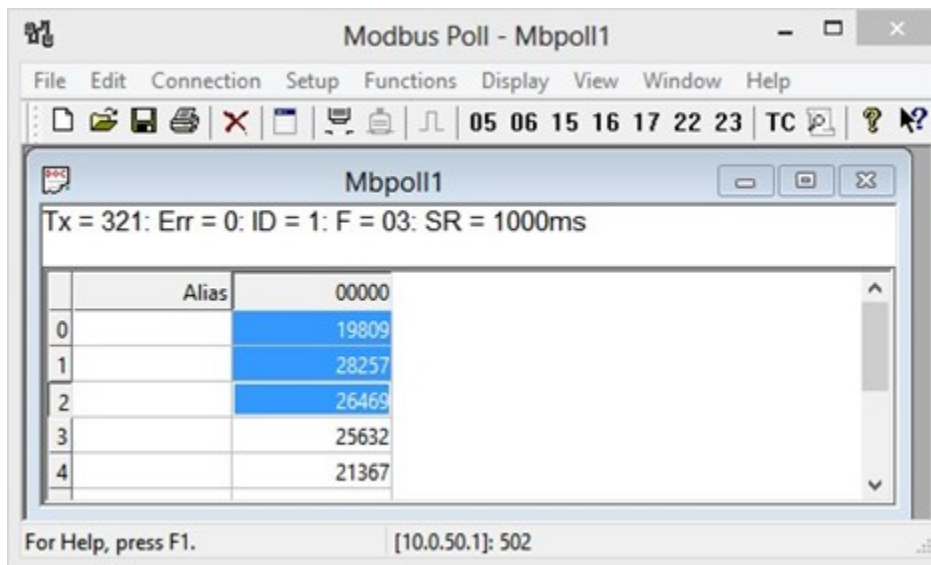 Modbus Poll - Mbpoll1
File Edit Connection Setup Functions Display View Window Help
05 06 15 16 17 22 23 TC
Mbpoll1
Tx = 321: Err = 0: ID = 1: F = 03: SR = 1000ms
Alias 00000
0 19809
1 28257
2 26469
3 25632
4 21367
For Help, press F1. [10.0.50.1]: 502